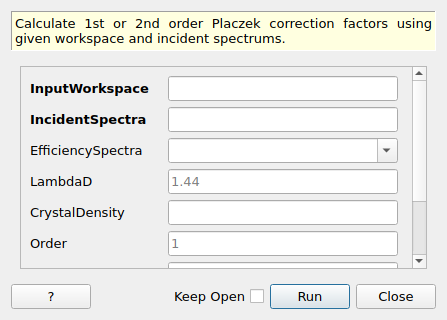 Calculate 1st or 2nd order Placzek correction factors using
given workspace and incident spectrums.
InputWorkspace
IncidentSpectra
EfficiencySpectra
LambdaD 1.44
CrystalDensity
Order 1
? Keep Open Run Close